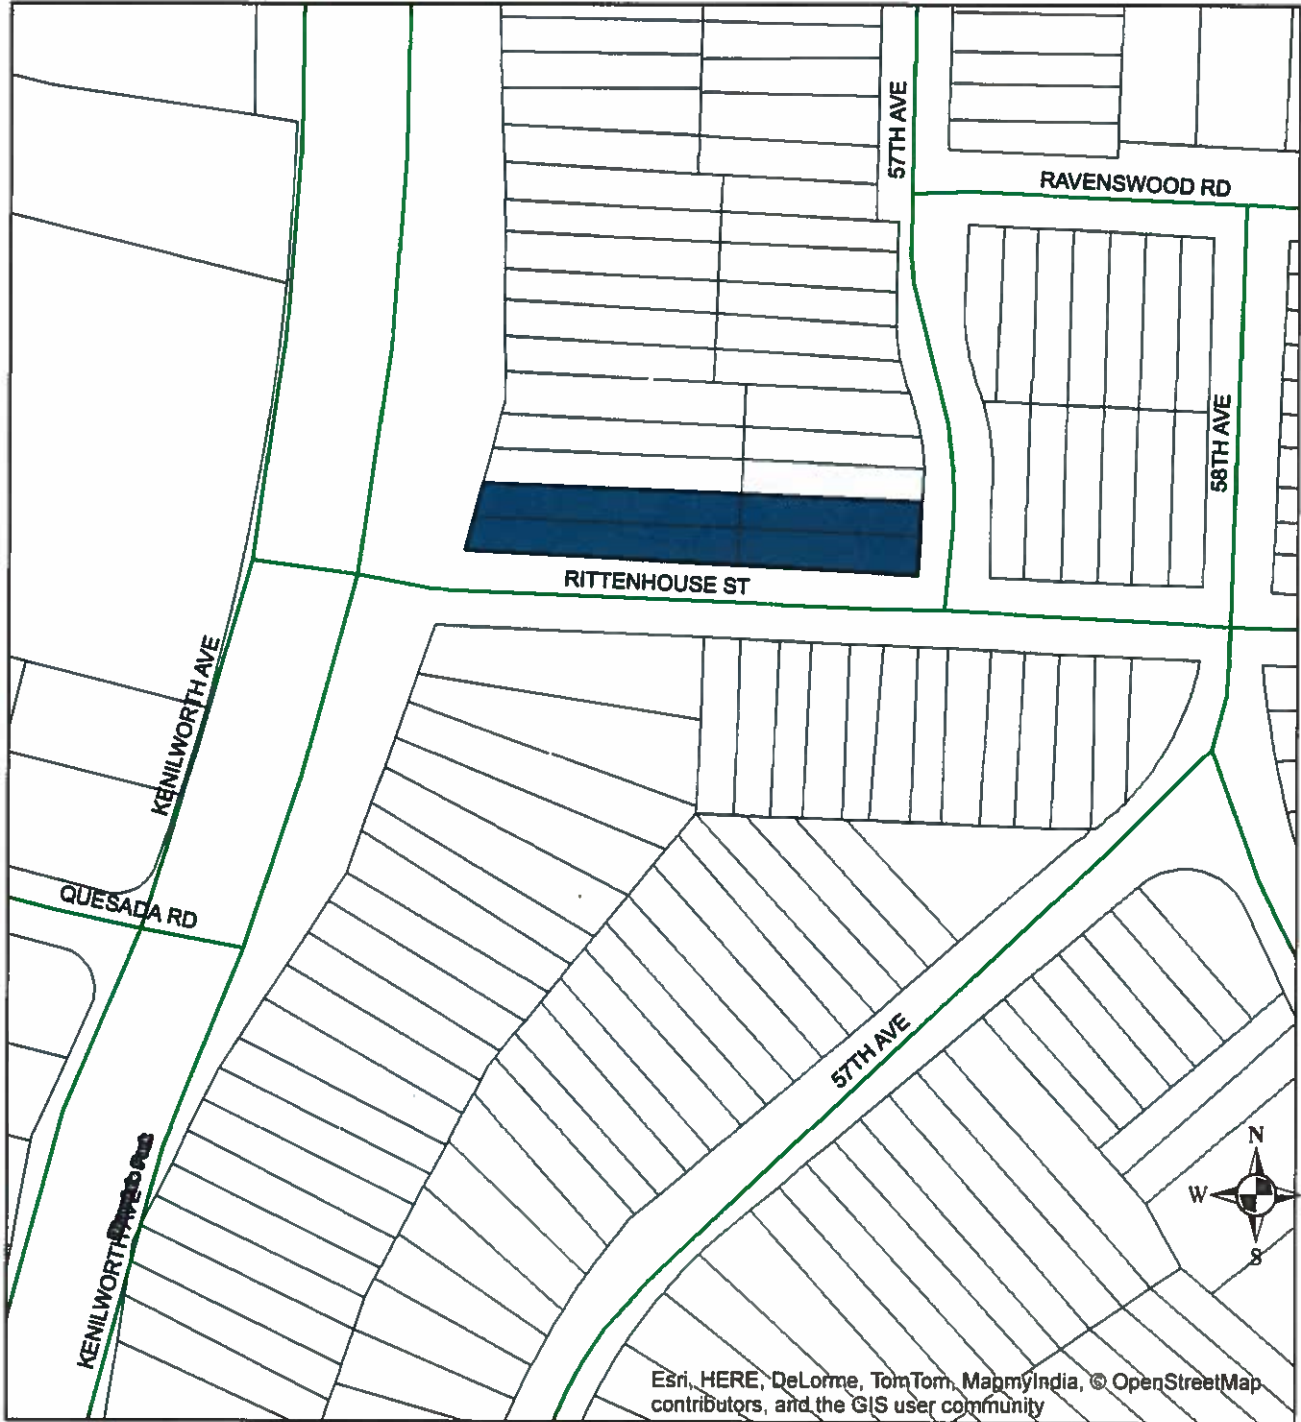 57TH AVE
RAVENSWOOD RD
58TH AVE
RITTENHOUSE ST
KENILWORTH AVE
QUESADA RD
57TH AVE
N
W
S
KENILWORTH AVE
Esri, HERE, DeLorme, TomTom, MapmyIndia, © OpenStreetMap
contributors, and the GIS user community